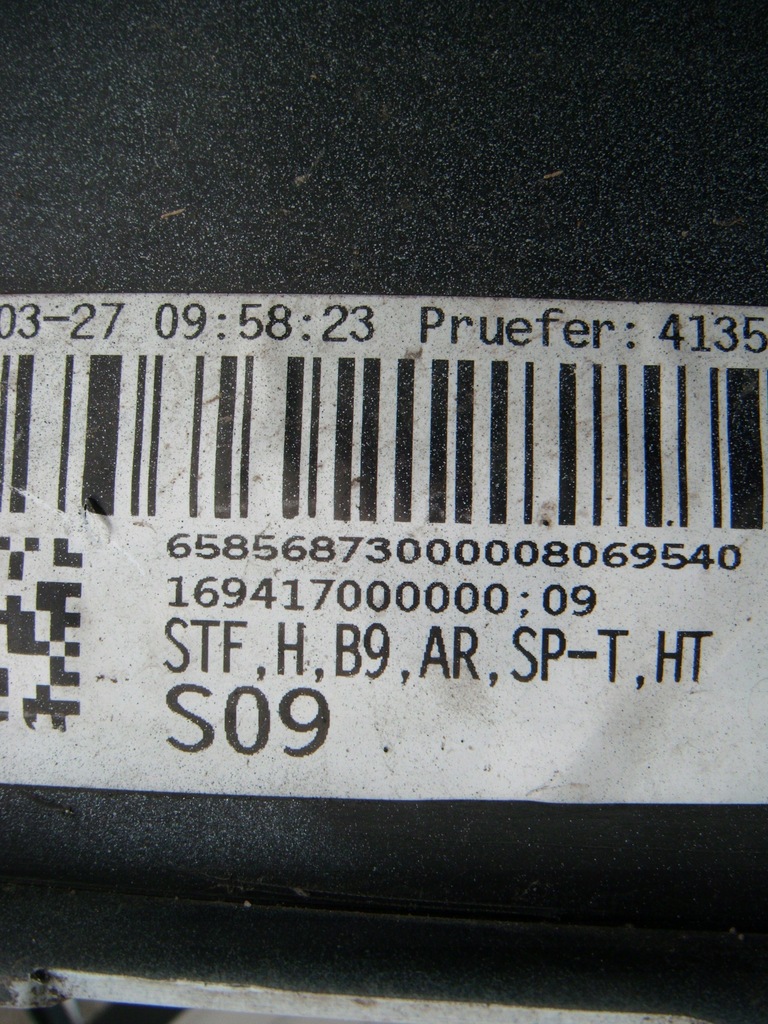 03-27 09:58:23 Pruefer: 4135
658568730000008069540
169417000000;09
STF,H,B9,AR,SP-T,HT
S09